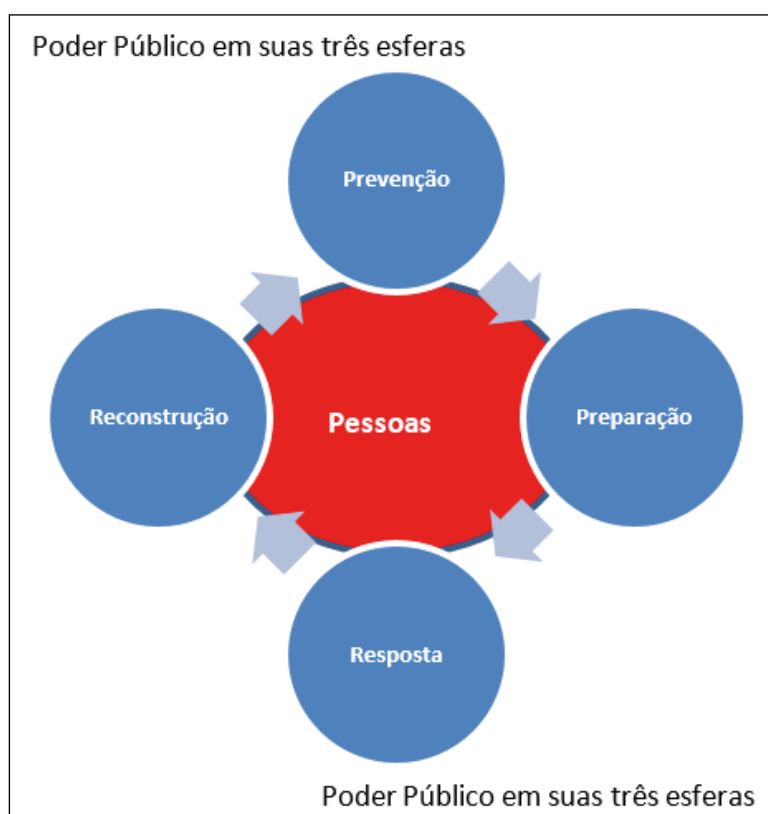 Poder Público em suas três esferas
Prevenção
Reconstrução
Pessoas
Preparação
Resposta
Poder Público em suas três esferas